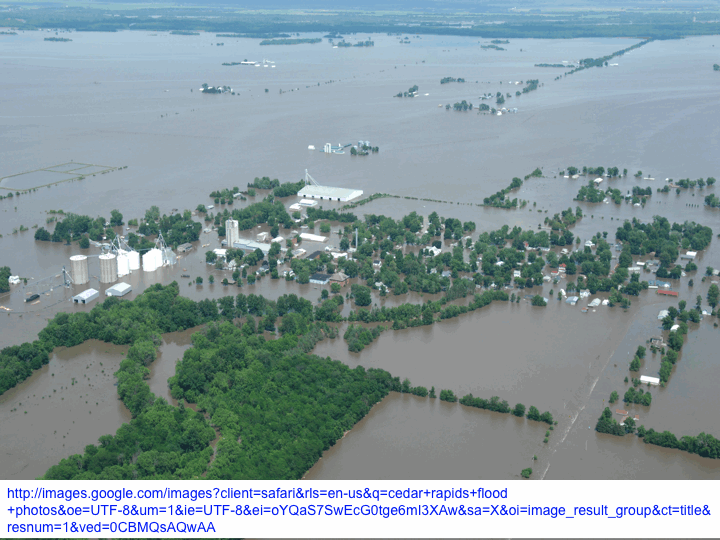 http://images.google.com/images?client=safari&rls=en-us&q=cedar+rapids+flood
+photos&oe=UTF-8&um=1&ie=UTF-8&ei=oYQaS7SwEcG0tge6mI3XAw&sa=X&oi=image_result_group&ct=title&
resnum=1&ved=0CBMQsAQwAA